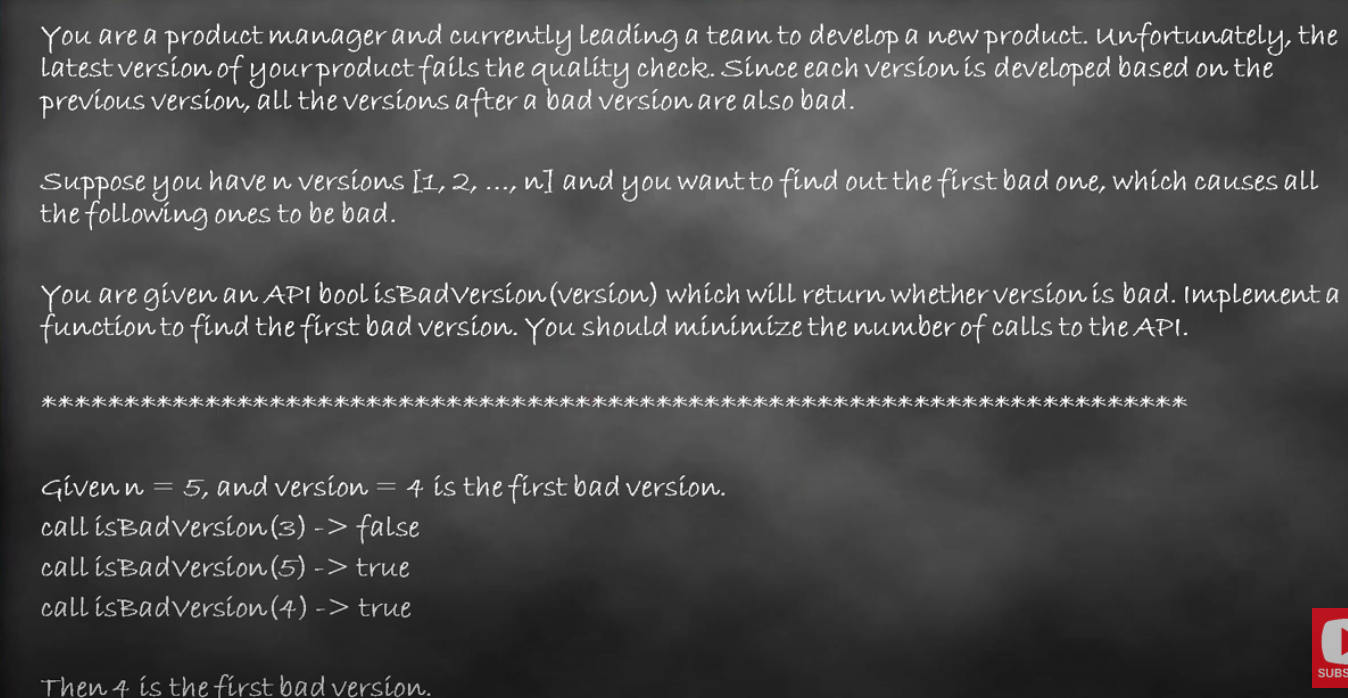 You are a product manager and currently leading a team to develop a new product. Unfortunately, the
latest version of your product fails the quality check. Since each version is developed based on the
previous version, all the versions after a bad version are also bad.
Suppose you have n versions [1, 2, ..., n] and you want to find out the first bad one, which causes all
the following ones to be bad.
You are given an API bool isBadVersion(version) which will return whether version is bad. Implement a
function to find the first bad version. You should minimize the number of calls to the API.
************************************************************************
Given n = 5, and version = 4 is the first bad version.
call isBadVersion(3) -> false
call isBadVersion(5) -> true
call isBadVersion(4) -> true
Then 4 is the first bad version.
SUBS